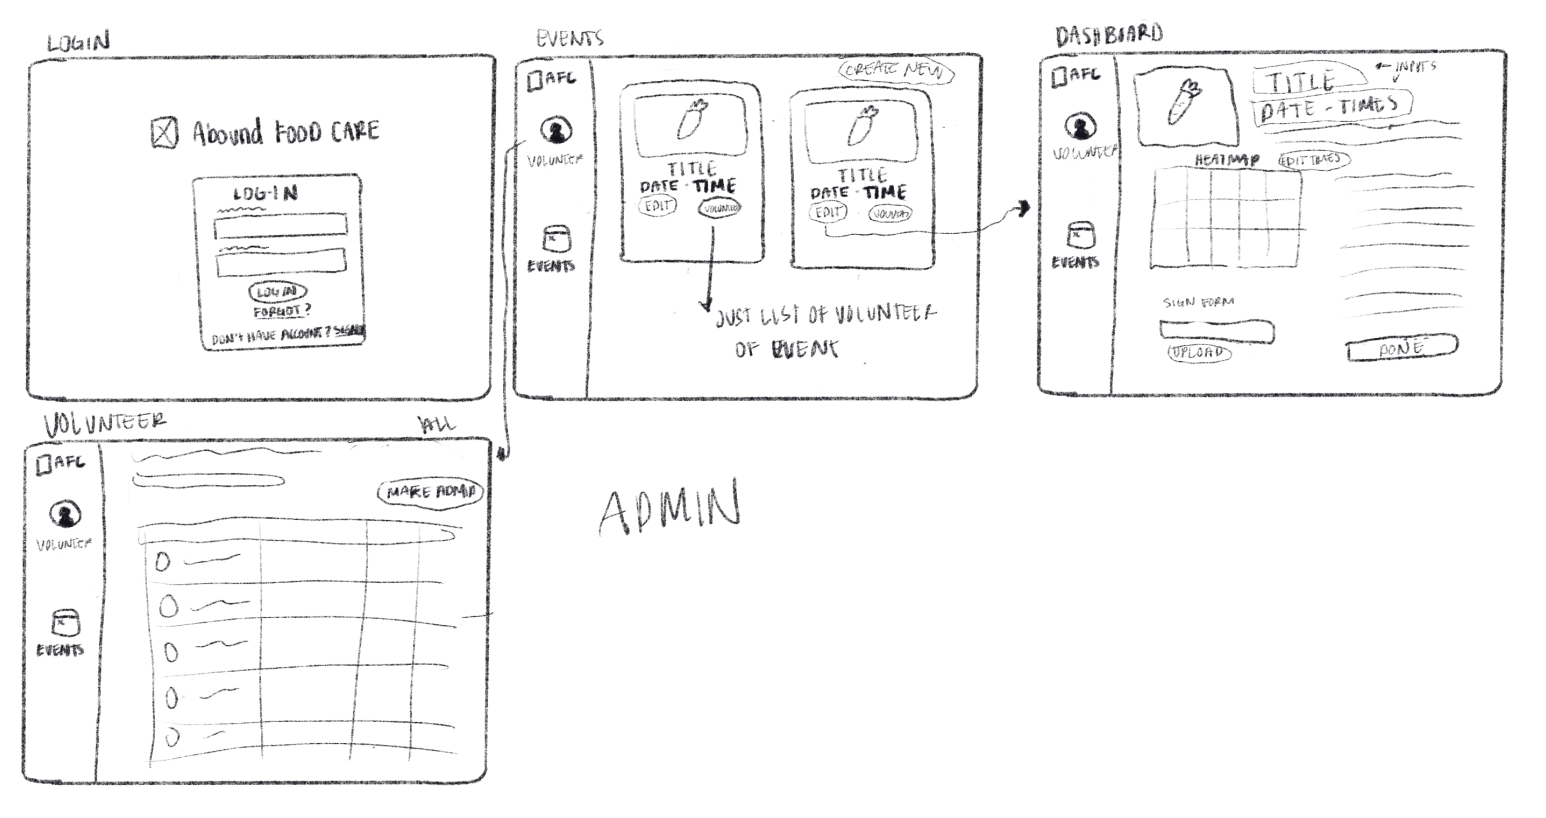 LOGIN
Abound FOOD CARE
LOG-IN
LOG IN
FORGOT?
DON'T HAVE ACCOUNT? SIGNUP
EVENTS
AFC
VOLUNTEER
EVENTS
CREATE NEW
TITLE
DATE - TIME
EDIT
TITLE
DATE - TIME
EDIT
JUST LIST OF VOLUNTEER
OF EVENT
DASHBOARD
AFC
VOLUNTEER
EVENTS
TITLE
← INPUTS
DATE - TIMES
HEATMAP
EDIT TIMES
SIGN FORM
UPLOAD
DONE
VOLUNTEER
ALL
AFC
VOLUNTEER
EVENTS
MAKE ADMIN
ADMIN